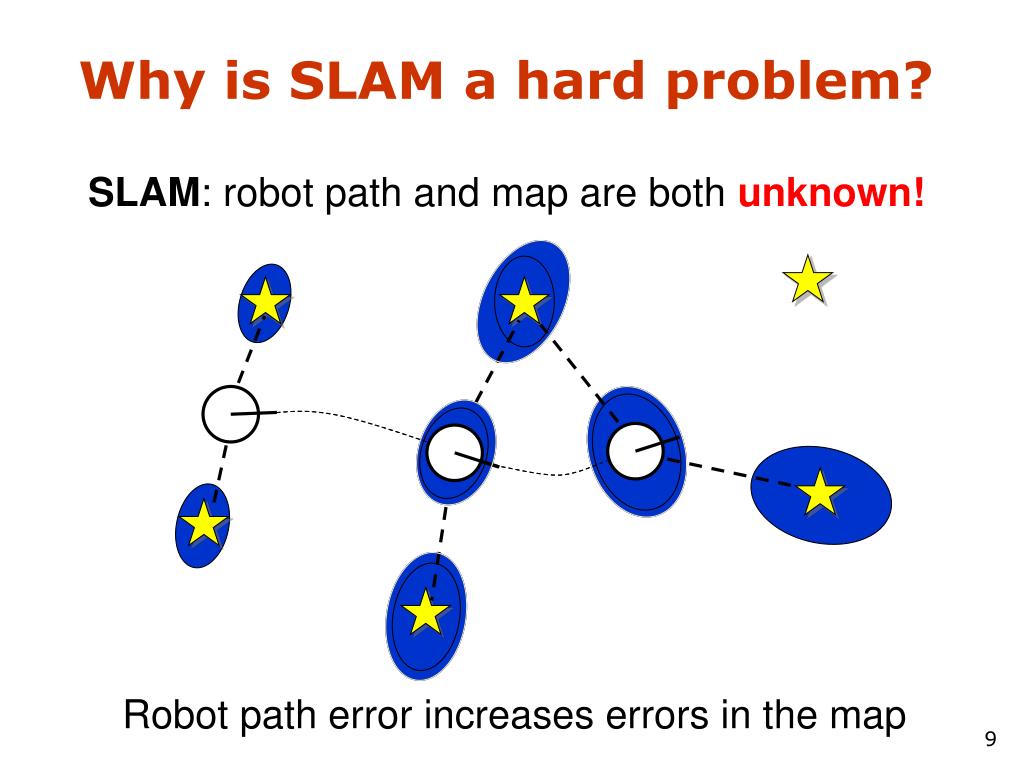 Why is SLAM a hard problem?
SLAM: robot path and map are both unknown!
Robot path error increases errors in the map
9